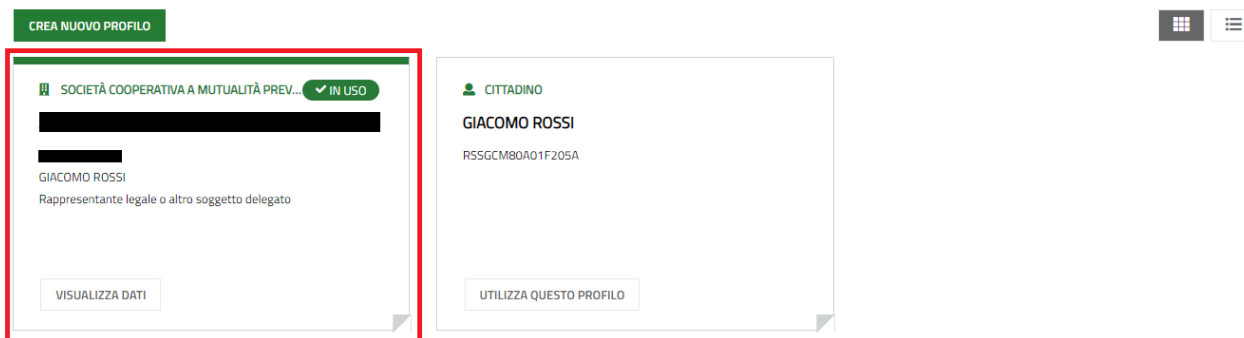 CREA NUOVO PROFILO
SOCIETÀ COOPERATIVA A MUTUALITÀ PREV... IN USO
GIACOMO ROSSI
Rappresentante legale o altro soggetto delegato
VISUALIZZA DATI
CITTADINO
GIACOMO ROSSI
RSSGCM80A01F205A
UTILIZZA QUESTO PROFILO